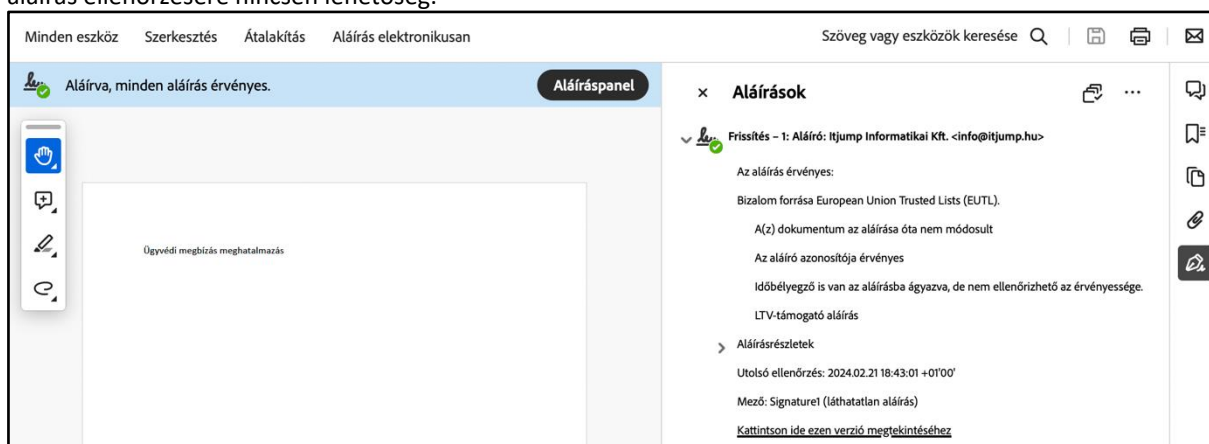 aláírás ellenőrzésére nincsen lehetőség.
Minden eszköz Szerkesztés Átalakítás Aláírás elektronikusan Szöveg vagy eszközök keresése
Aláírva, minden aláírás érvényes. Aláíráspanel
Ügyvédi megbízás meghatalmazás
Aláírások
Frissítés – 1: Aláíró: Itjump Informatikai Kft. <info@itjump.hu>
Az aláírás érvényes:
Bizalom forrása European Union Trusted Lists (EUTL).
A(z) dokumentum az aláírása óta nem módosult
Az aláíró azonosítója érvényes
Időbélyegző is van az aláírásba ágyazva, de nem ellenőrizhető az érvényessége.
LTV-támogató aláírás
Aláírásrészletek
Utolsó ellenőrzés: 2024.02.21 18:43:01 +01'00'
Mező: Signature1 (láthatatlan aláírás)
Kattintson ide ezen verzió megtekintéséhez